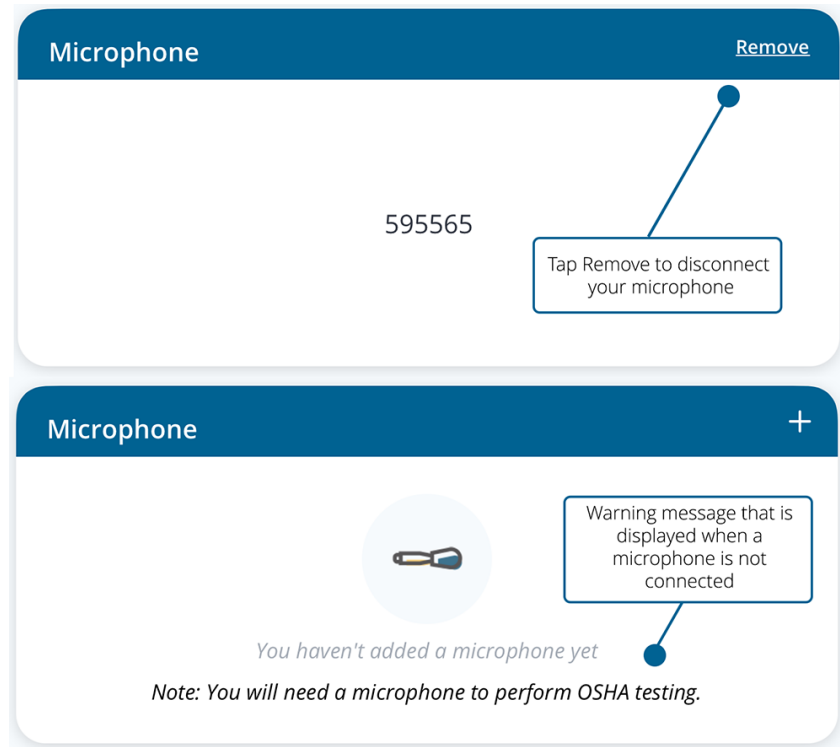 Microphone
Remove
595565
Tap Remove to disconnect
your microphone
Microphone
+
Warning message that is
displayed when a
microphone is not
connected
You haven't added a microphone yet
Note: You will need a microphone to perform OSHA testing.